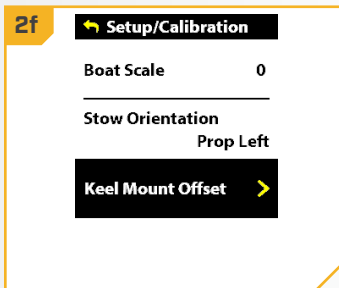 2f
Setup/Calibration
Boat Scale 0
Stow Orientation
Prop Left
Keel Mount Offset